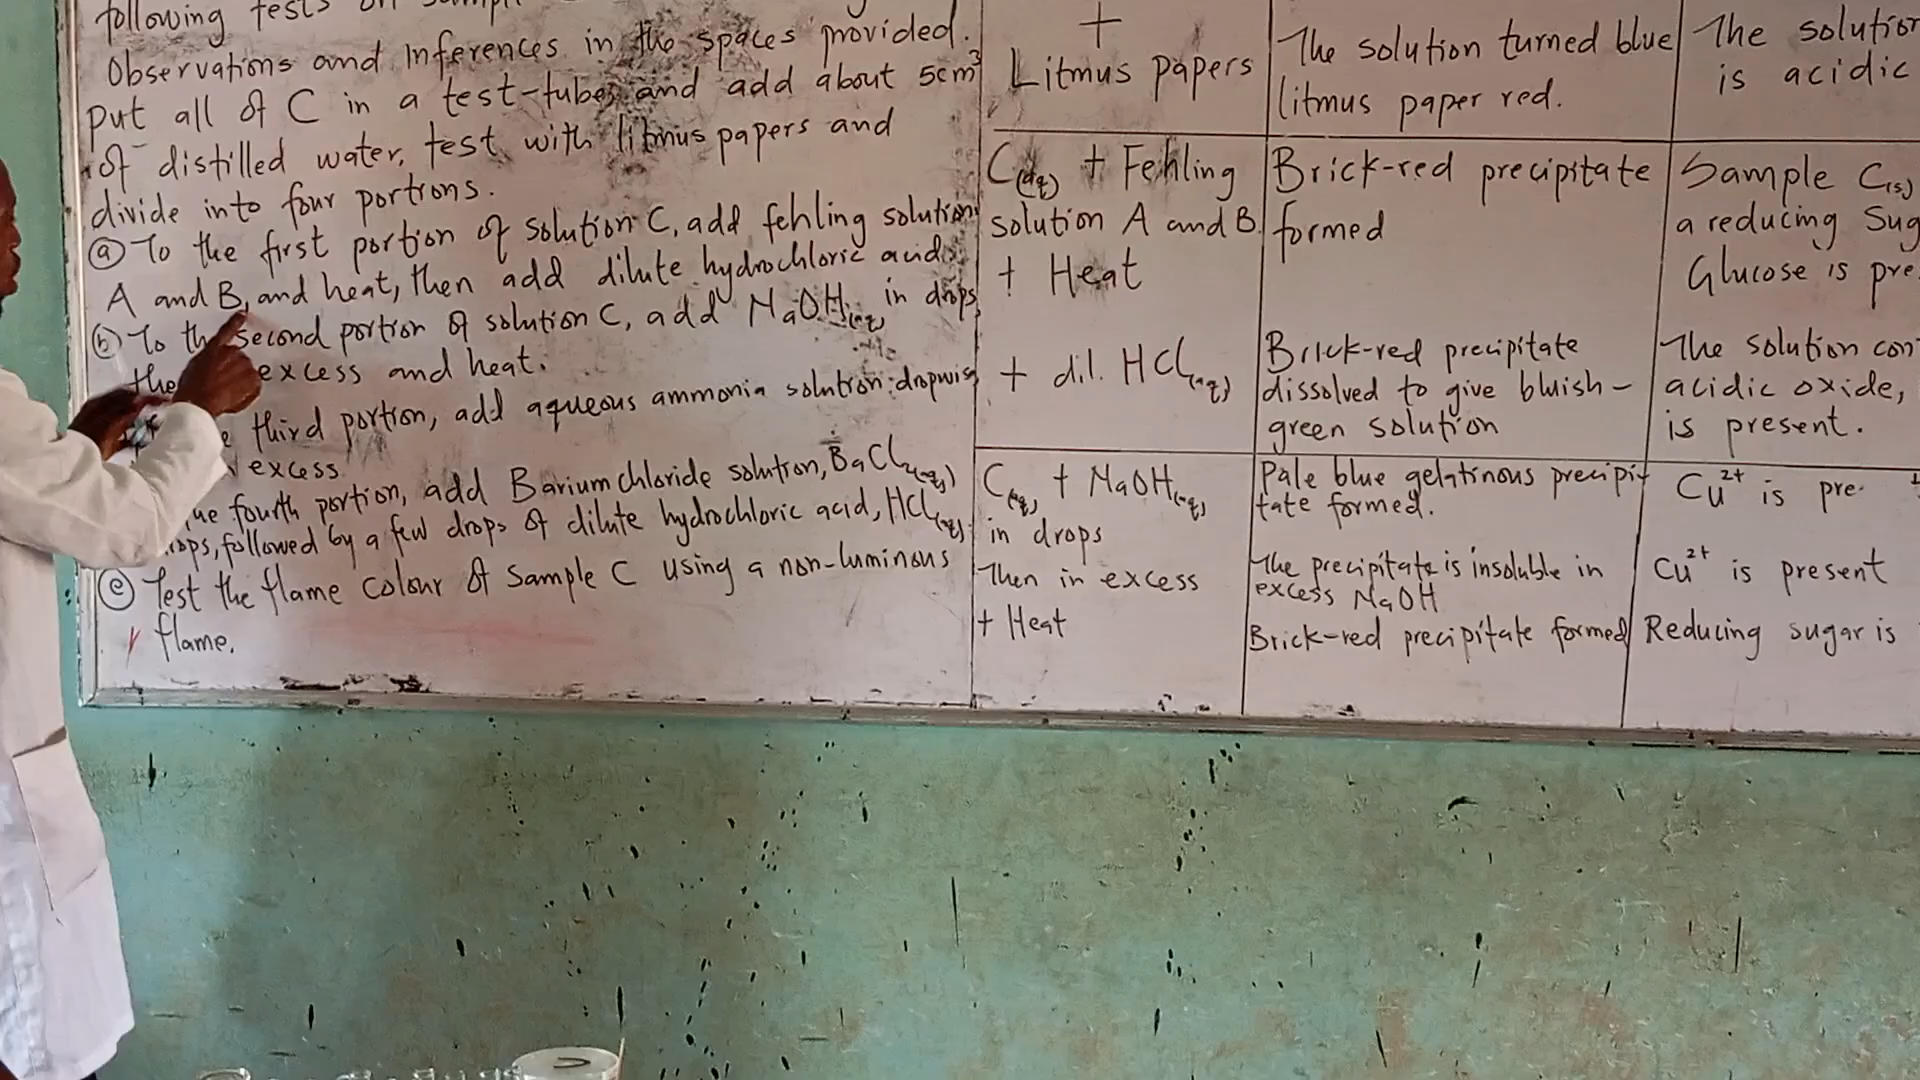 following tests on sample
Observations and Inferences in the spaces provided.
Put all of C in a test-tube, and add about 5cm³
of distilled water, test with litmus papers and
divide into four portions.
(a) To the first portion of solution C, add fehling solution
A and B, and heat, then add dilute hydrochloric acid
(b) To the second portion of solution C, add NaOH(aq) in drops
excess and heat.
third portion, add aqueous ammonia solution: dropwise
excess
fourth portion, add Barium chloride solution, BaCl2(aq)
followed by a few drops of dilute hydrochloric acid, HCl(aq)
(e) Test the flame colour of sample C using a non-luminous
flame.
+
Litmus papers
The solution turned blue
litmus paper red.
The solution
is acidic
C(aq) + Fehling
solution A and B
+ Heat
Brick-red precipitate
formed
Sample C(s)
a reducing Sug
Glucose is pre
+ dil. HCl(aq)
Brick-red precipitate
dissolved to give bluish-
green solution
The solution con
acidic oxide,
is present.
C(aq) + NaOH(aq)
in drops
Then in excess
+ Heat
Pale blue gelatinous precipi-
tate formed.
The precipitate is insoluble in
excess NaOH
Brick-red precipitate formed
Cu²⁺ is pre
Cu²⁺ is present
Reducing sugar is